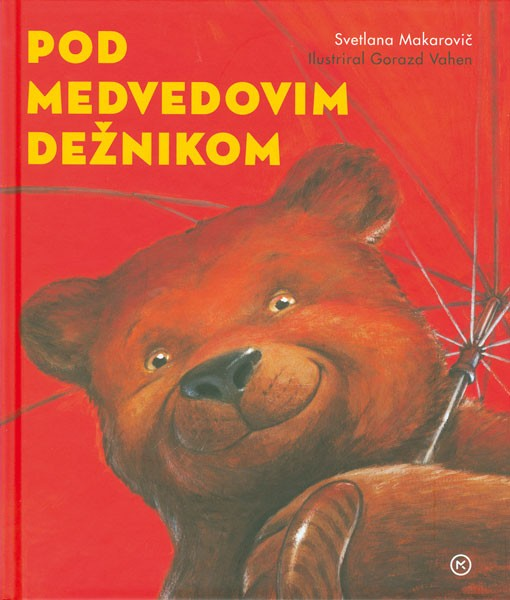 POD
MEDVEDOVIM
DEŽNIKOM
Svetlana Makarovič
Ilustriral Gorazd Vahen